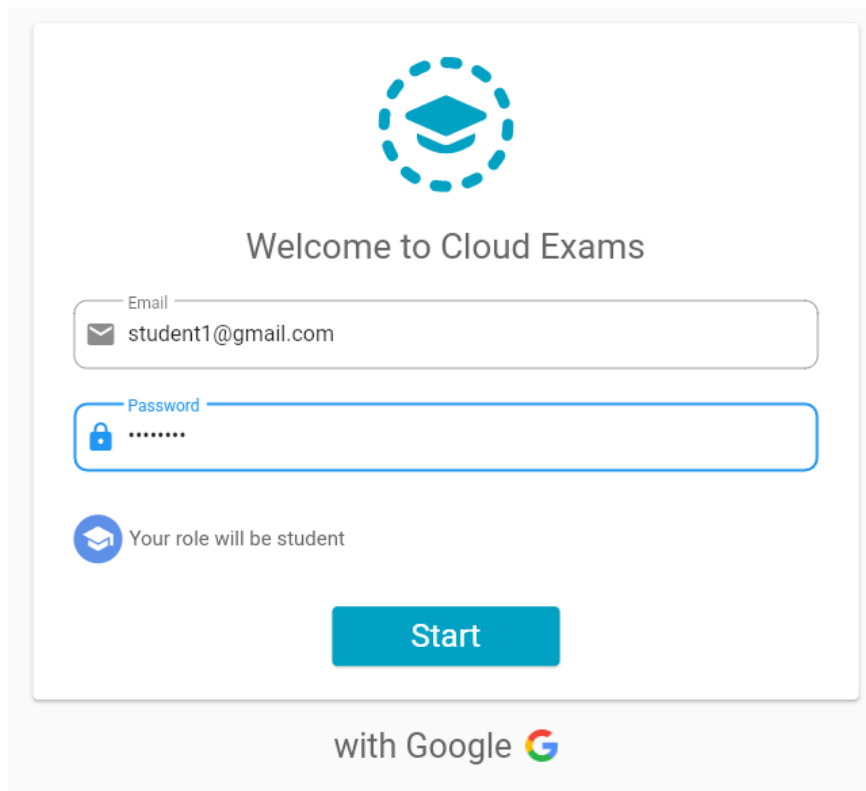 Welcome to Cloud Exams
Email
student1@gmail.com
Password
••••••••
Your role will be student
Start
with Google